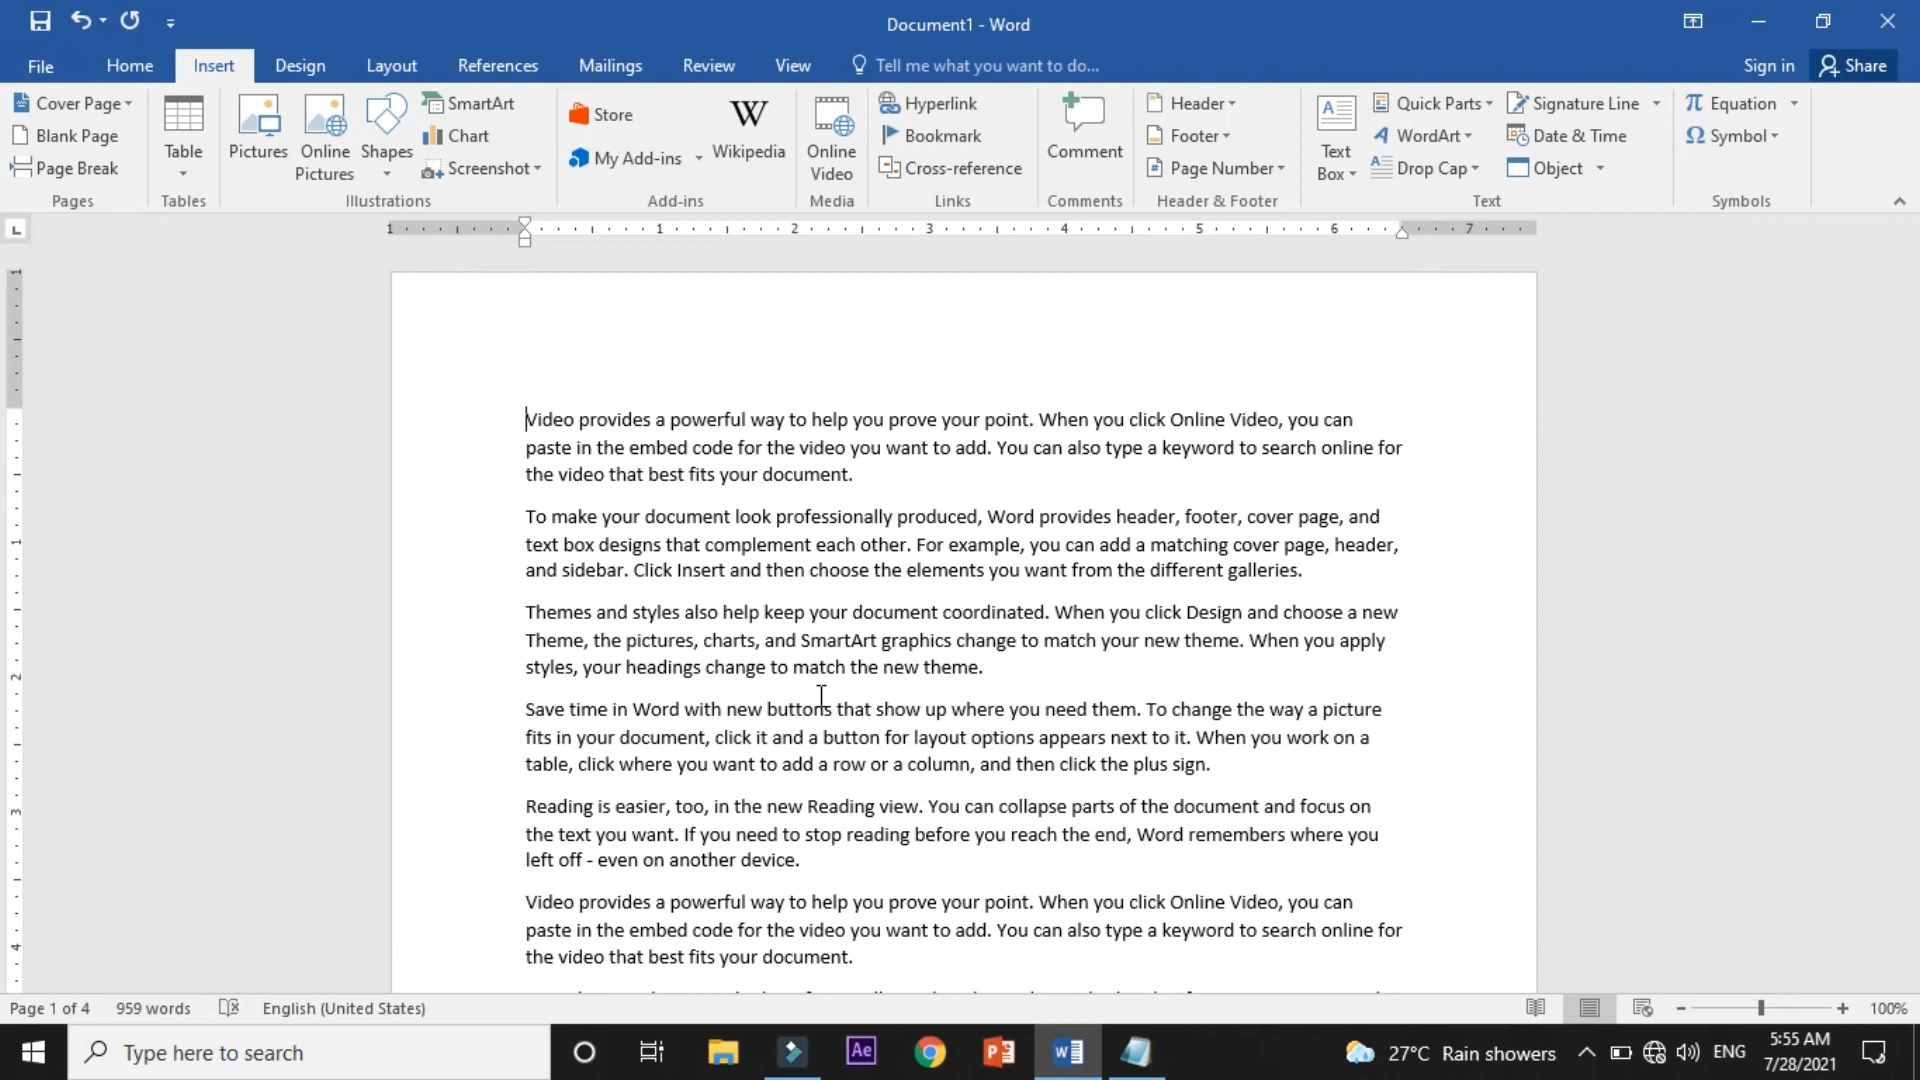 Document1 - Word
File Home Insert Design Layout References Mailings Review View Tell me what you want to do... Sign in Share
Cover Page
Blank Page
Page Break
Pages
Table
Tables
Pictures
Online
Pictures
Shapes
SmartArt
Chart
Screenshot
Illustrations
Store
My Add-ins
W
Wikipedia
Add-ins
Online
Video
Media
Hyperlink
Bookmark
Cross-reference
Links
Comment
Comments
Header
Footer
Page Number
Header & Footer
A
Text
Box
Quick Parts
WordArt
Drop Cap
Signature Line
Date & Time
Object
Text
π Equation
Ω Symbol
Symbols
L
1 1 2 3 4 5 6 7
1
1
2
3
4
Video provides a powerful way to help you prove your point. When you click Online Video, you can
paste in the embed code for the video you want to add. You can also type a keyword to search online for
the video that best fits your document.
To make your document look professionally produced, Word provides header, footer, cover page, and
text box designs that complement each other. For example, you can add a matching cover page, header,
and sidebar. Click Insert and then choose the elements you want from the different galleries.
Themes and styles also help keep your document coordinated. When you click Design and choose a new
Theme, the pictures, charts, and SmartArt graphics change to match your new theme. When you apply
styles, your headings change to match the new theme.
Save time in Word with new buttons that show up where you need them. To change the way a picture
fits in your document, click it and a button for layout options appears next to it. When you work on a
table, click where you want to add a row or a column, and then click the plus sign.
Reading is easier, too, in the new Reading view. You can collapse parts of the document and focus on
the text you want. If you need to stop reading before you reach the end, Word remembers where you
left off - even on another device.
Video provides a powerful way to help you prove your point. When you click Online Video, you can
paste in the embed code for the video you want to add. You can also type a keyword to search online for
the video that best fits your document.
Page 1 of 4 959 words English (United States) 100%
Type here to search
Ae
27°C Rain showers
ENG
5:55 AM
7/28/2021